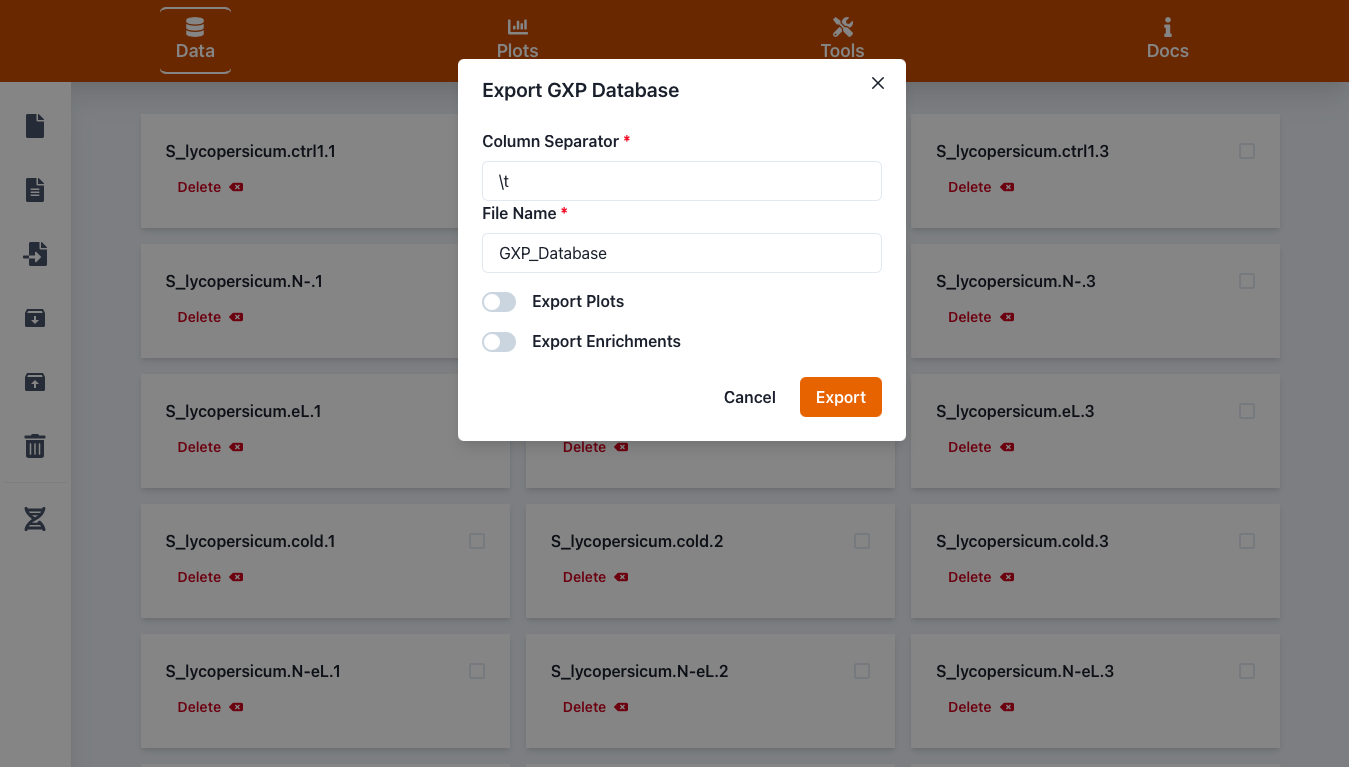 Data
Plots
Tools
Docs
Export GXP Database
Column Separator *
\t
File Name *
GXP_Database
Export Plots
Export Enrichments
Cancel
Export
S_lycopersicum.ctrl1.1
Delete
S_lycopersicum.ctrl1.3
Delete
S_lycopersicum.N-.1
Delete
S_lycopersicum.N-.3
Delete
S_lycopersicum.eL.1
Delete
Delete
S_lycopersicum.eL.3
Delete
S_lycopersicum.cold.1
Delete
S_lycopersicum.cold.2
Delete
S_lycopersicum.cold.3
Delete
S_lycopersicum.N-eL.1
Delete
S_lycopersicum.N-eL.2
Delete
S_lycopersicum.N-eL.3
Delete